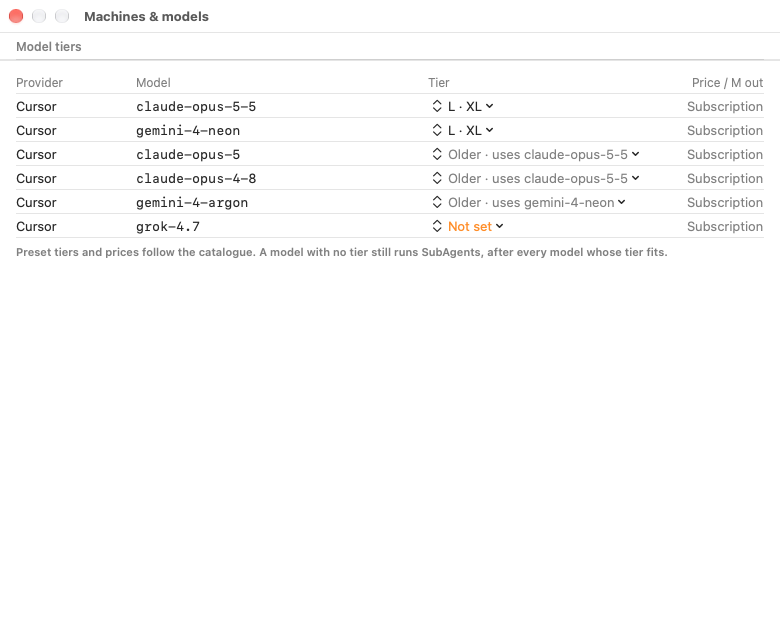 Machines & models
Model tiers
Provider Model Tier Price / M out
Cursor claude-opus-5-5 L · XL Subscription
Cursor gemini-4-neon L · XL Subscription
Cursor claude-opus-5 Older · uses claude-opus-5-5 Subscription
Cursor claude-opus-4-8 Older · uses claude-opus-5-5 Subscription
Cursor gemini-4-argon Older · uses gemini-4-neon Subscription
Cursor grok-4.7 Not set Subscription
Preset tiers and prices follow the catalogue. A model with no tier still runs SubAgents, after every model whose tier fits.